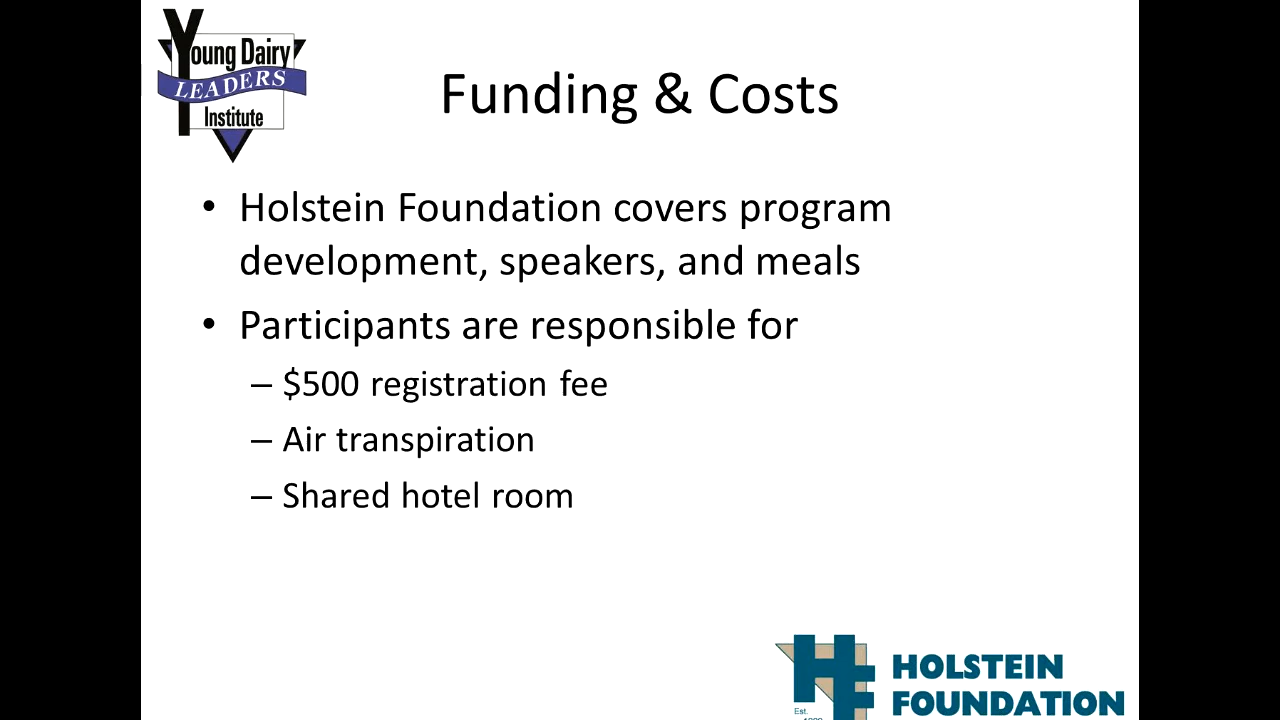 Young Dairy
LEADERS
Institute
Funding & Costs
• Holstein Foundation covers program
development, speakers, and meals
• Participants are responsible for
– $500 registration fee
– Air transpiration
– Shared hotel room
HOLSTEIN
FOUNDATION
Est.